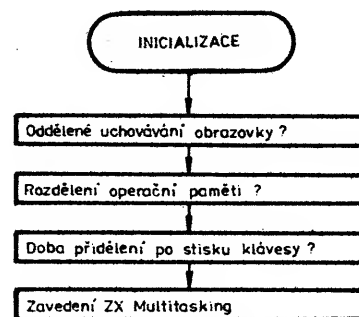 INICIALIZACE
Oddělené uchovávání obrazovky ?
Rozdělení operační paměti ?
Doba přidělení po stisku klávesy ?
Zavedení ZX Multitasking